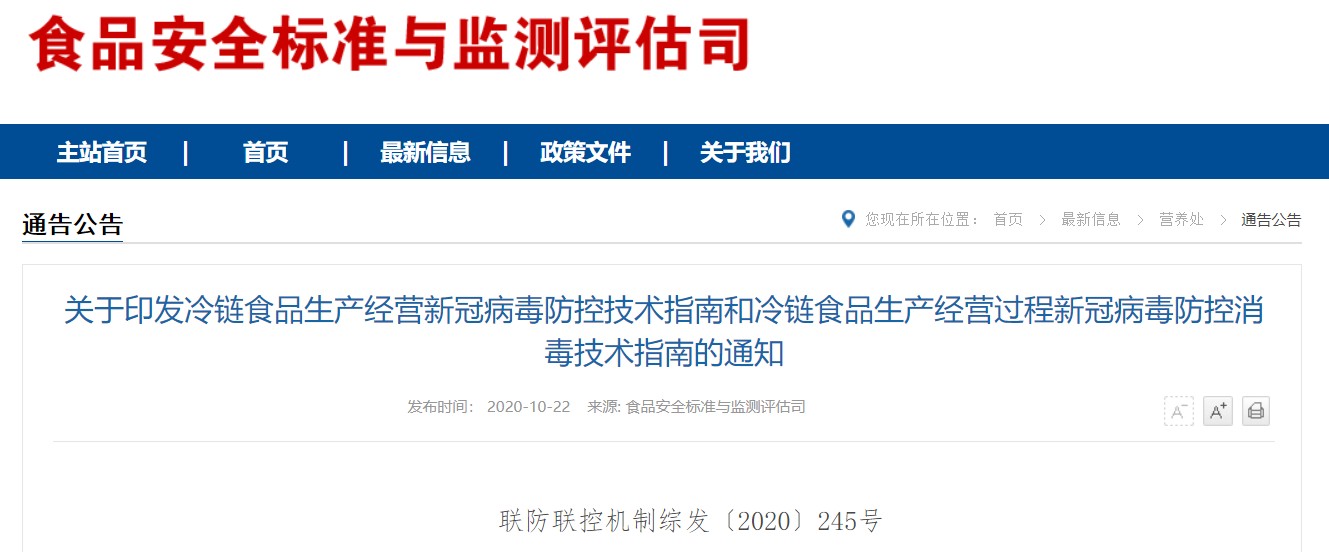 食品安全标准与监测评估司
主站首页 | 首页 | 最新信息 | 政策文件 | 关于我们
通告公告
您现在所在位置： 首页 > 最新信息 > 营养处 > 通告公告
关于印发冷链食品生产经营新冠病毒防控技术指南和冷链食品生产经营过程新冠病毒防控消
毒技术指南的通知
发布时间： 2020-10-22 来源: 食品安全标准与监测评估司
A- A+
联防联控机制综发〔2020〕245号